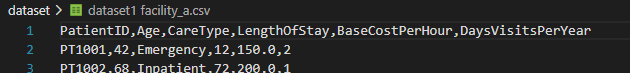 dataset > dataset1 facility_a.csv
1 PatientID,Age,CareType,LengthOfStay,BaseCostPerHour,DaysVisitsPerYear
2 PT1001,42,Emergency,12,150.0,2
3 PT1002,68,Inpatient,72,200.0,1